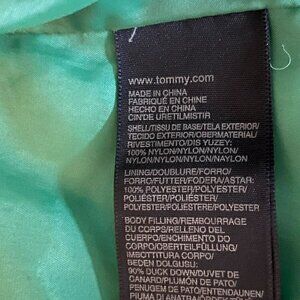 www.tommy.com
MADE IN CHINA
FABRIQUÉ EN CHINE
HECHO EN CHINA
CIN'DE URETILMISTIR
SHELL/TISSU DE BASE/TELA EXTERIOR/
TECIDO EXTERIOR/OBERMATERIAL/
RIVESTIMENTO/DIS YUZEY:
100% NYLON/NYLON/NYLON/
NYLON/NYLON/NYLON/NAYLON
LINING/DOUBLURE/FORRO/
FORRO/FUTTER/FODERA/ASTAR:
100% POLYESTER/POLYESTER/
POLIÉSTER/POLIÉSTER/
POLYESTER/POLIESTERE/POLYESTER
BODY FILLING/REMBOURRAGE
DU CORPS/RELLENO DEL
CUERPO/ENCHIMENTO DO
CORPO/OBERTEILFÜLLUNG/
IMBOTTITURA CORPO/
BEDEN DOLGUSU:
90% DUCK DOWN/DUVET DE
CANARD/PLUMÓN DE PATO/
PENUGEM DE PATO/ENTENDAUNEN/
PIUMA DI ANATRA/ORDEK